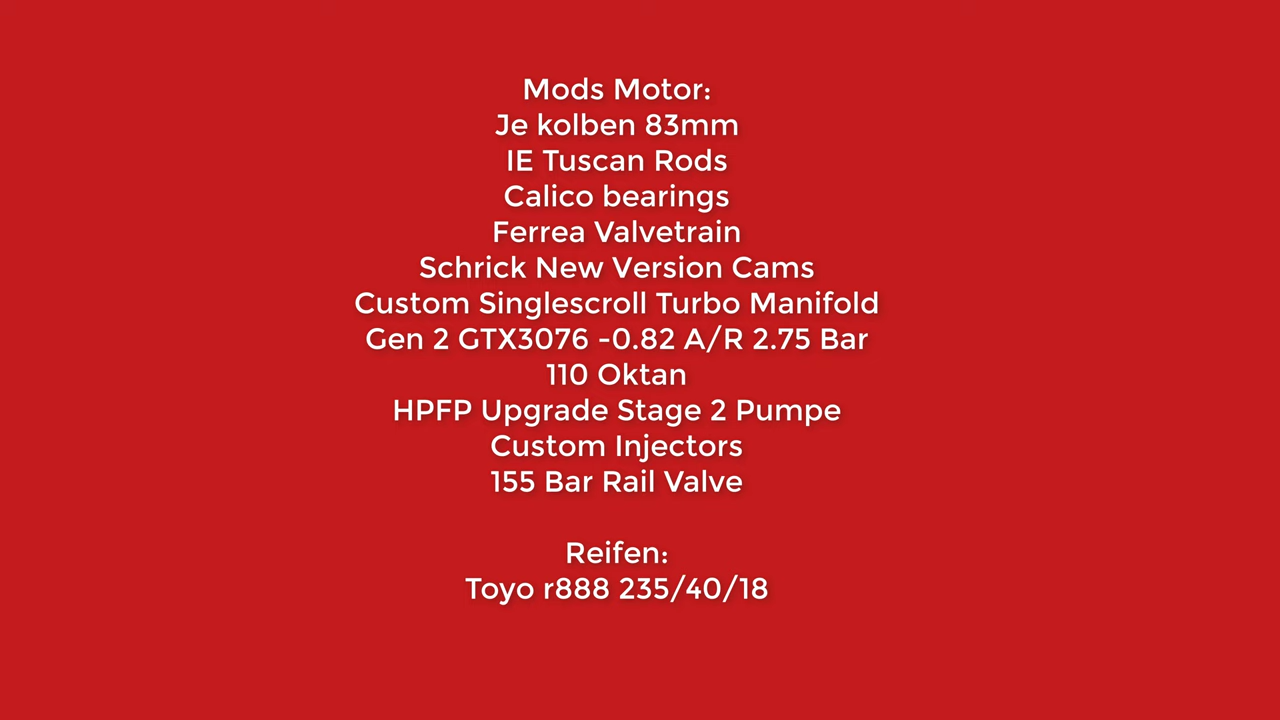 Mods Motor:
Je kolben 83mm
IE Tuscan Rods
Calico bearings
Ferrea Valvetrain
Schrick New Version Cams
Custom Singlescroll Turbo Manifold
Gen 2 GTX3076 -0.82 A/R 2.75 Bar
110 Oktan
HPFP Upgrade Stage 2 Pumpe
Custom Injectors
155 Bar Rail Valve
Reifen:
Toyo r888 235/40/18